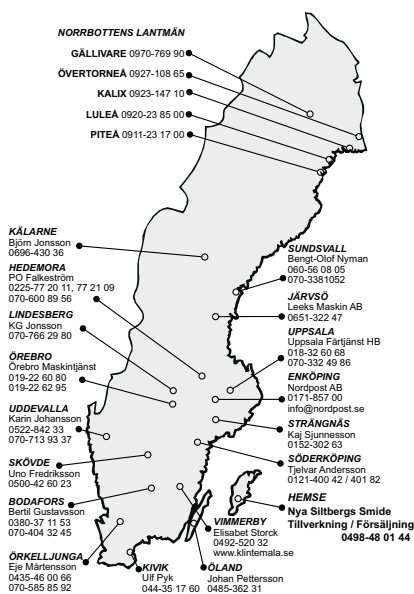 NORRBOTTENS LANTMÄN
GÄLLIVARE 0970-769 90
ÖVERTORNEÅ 0927-108 65
KALIX 0923-147 10
LULEÅ 0920-23 85 00
PITEÅ 0911-23 17 00
KÄLARNE
Björn Jonsson
0696-430 36
HEDEMORA
PO Falkeström
0225-77 20 11, 77 21 09
070-600 89 56
LINDESBERG
KG Jonsson
070-766 29 80
ÖREBRO
Örebro Maskintjänst
019-22 60 80
019-22 62 95
UDDEVALLA
Karin Johansson
0522-842 33
070-713 93 37
SKÖVDE
Uno Fredriksson
0500-42 60 23
BODAFORS
Bertil Gustavsson
0380-37 11 53
070-404 32 45
ÖRKELLJUNGA
Eje Mårtensson
0435-46 00 66
070-585 85 92
KIVIK
Ulf Pyk
044-35 17 60
ÖLAND
Johan Pettersson
0485-362 31
VIMMERBY
Elisabet Storck
0492-520 32
www.klintemala.se
SUNDSVALL
Bengt-Olof Nyman
060-56 08 05
070-3381052
JÄRVSÖ
Leeks Maskin AB
0651-322 47
UPPSALA
Uppsala Fårtjänst HB
018-32 60 68
070-332 49 86
ENKÖPING
Nordpost AB
0171-857 00
info@nordpost.se
STRÄNGNÄS
Kaj Sjunnesson
0152-302 63
SÖDERKÖPING
Tjelvar Andersson
0121-400 42 / 401 82
HEMSE
Nya Siltbergs Smide
Tillverkning / Försäljning
0498-48 01 44